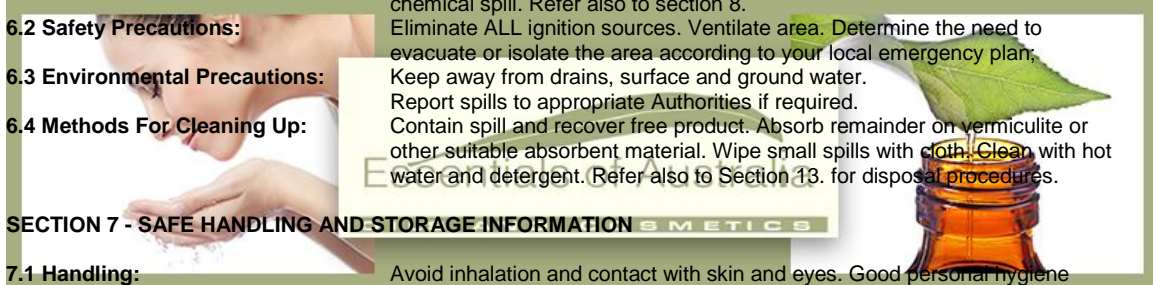 chemical spill. Refer also to section 8.
6.2 Safety Precautions: Eliminate ALL ignition sources. Ventilate area. Determine the need to
evacuate or isolate the area according to your local emergency plan;
6.3 Environmental Precautions: Keep away from drains, surface and ground water.
Report spills to appropriate Authorities if required.
6.4 Methods For Cleaning Up: Contain spill and recover free product. Absorb remainder on vermiculite or
other suitable absorbent material. Wipe small spills with cloth. Clean with hot
water and detergent. Refer also to Section 13. for disposal procedures.
Essentials of Australia
SECTION 7 - SAFE HANDLING AND STORAGE INFORMATION
7.1 Handling: Avoid inhalation and contact with skin and eyes. Good personal hygiene